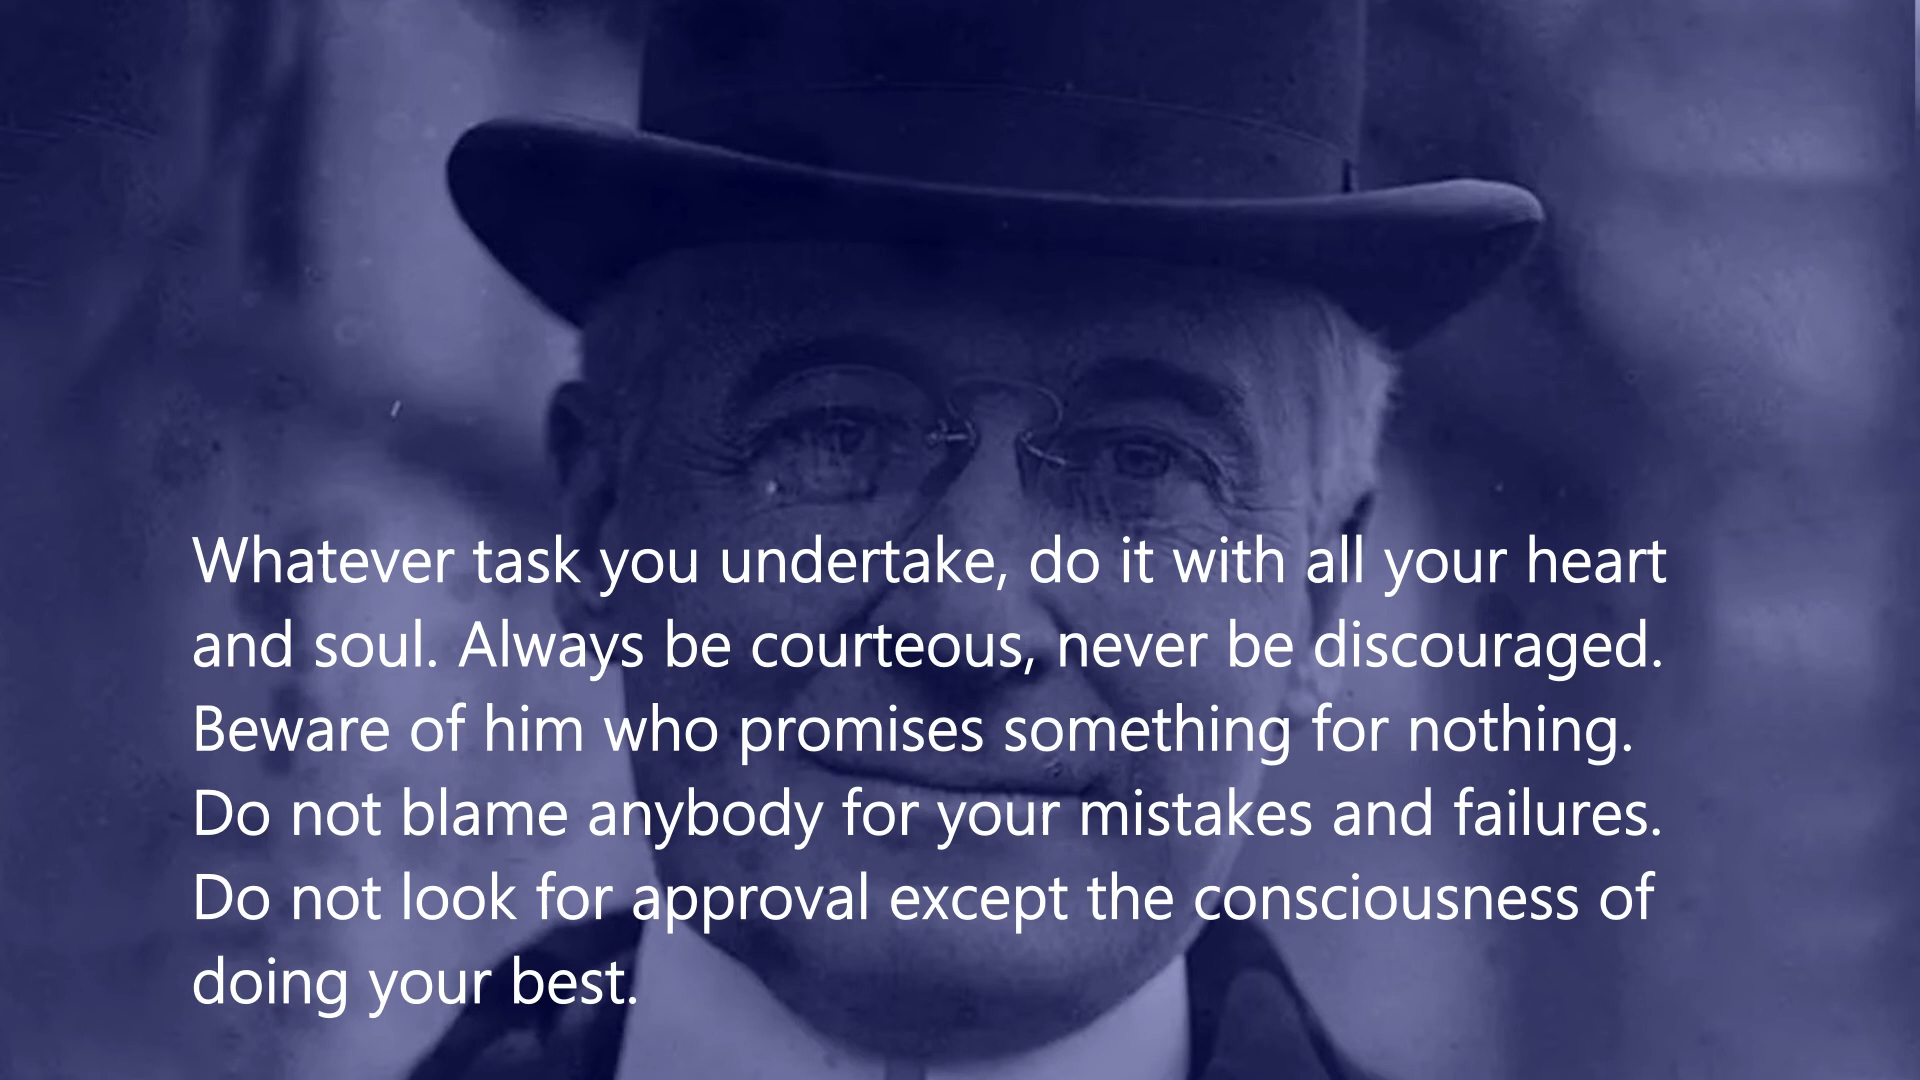 Whatever task you undertake, do it with all your heart
and soul. Always be courteous, never be discouraged.
Beware of him who promises something for nothing.
Do not blame anybody for your mistakes and failures.
Do not look for approval except the consciousness of
doing your best.